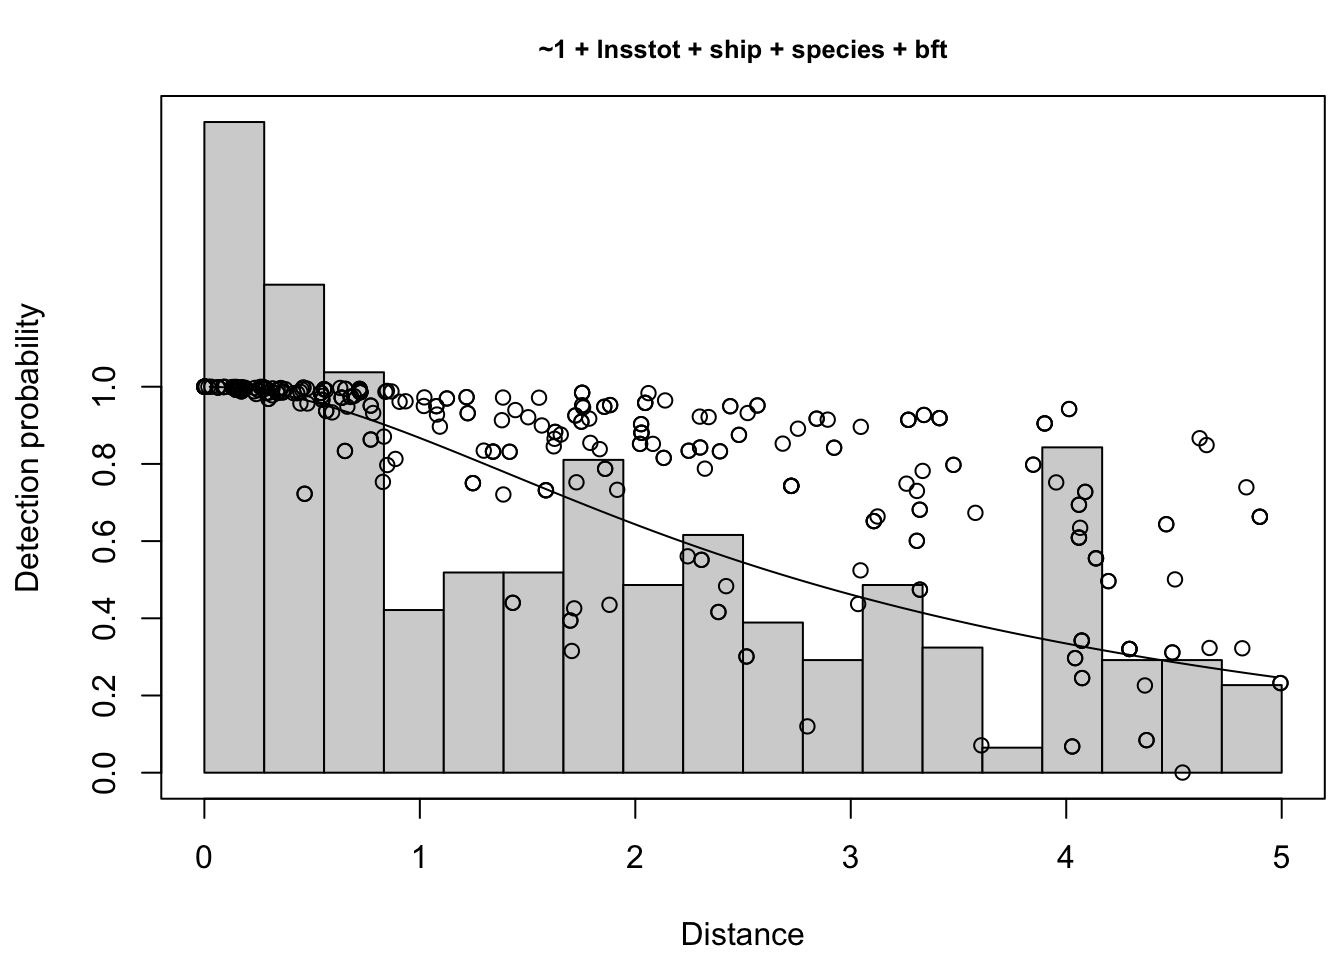 ~1 + lnsstot + ship + species + bft
Detection probability
1.0
0.8
0.6
0.4
0.2
0.0
0 1 2 3 4 5
Distance